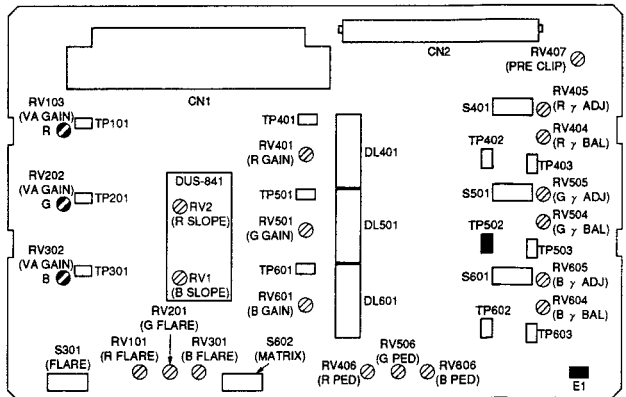 CN1
CN2
RV407
(PRE CLIP)
RV103
(VA GAIN)
R
TP101
RV202
(VA GAIN)
G
TP201
RV302
(VA GAIN)
B
TP301
DUS-841
RV2
(R SLOPE)
RV1
(B SLOPE)
TP401
RV401
(R GAIN)
TP501
RV501
(G GAIN)
TP601
RV601
(B GAIN)
DL401
DL501
DL601
S401
RV405
(R γ ADJ)
TP402
RV404
(R γ BAL)
TP403
S501
RV505
(G γ ADJ)
TP502
RV504
(G γ BAL)
TP503
S601
RV605
(B γ ADJ)
TP602
RV604
(B γ BAL)
TP603
RV201
(G FLARE)
S301
(FLARE)
RV101
(R FLARE)
RV301
(B FLARE)
S602
(MATRIX)
RV406
(R PED)
RV506
(G PED)
RV606
(B PED)
E1